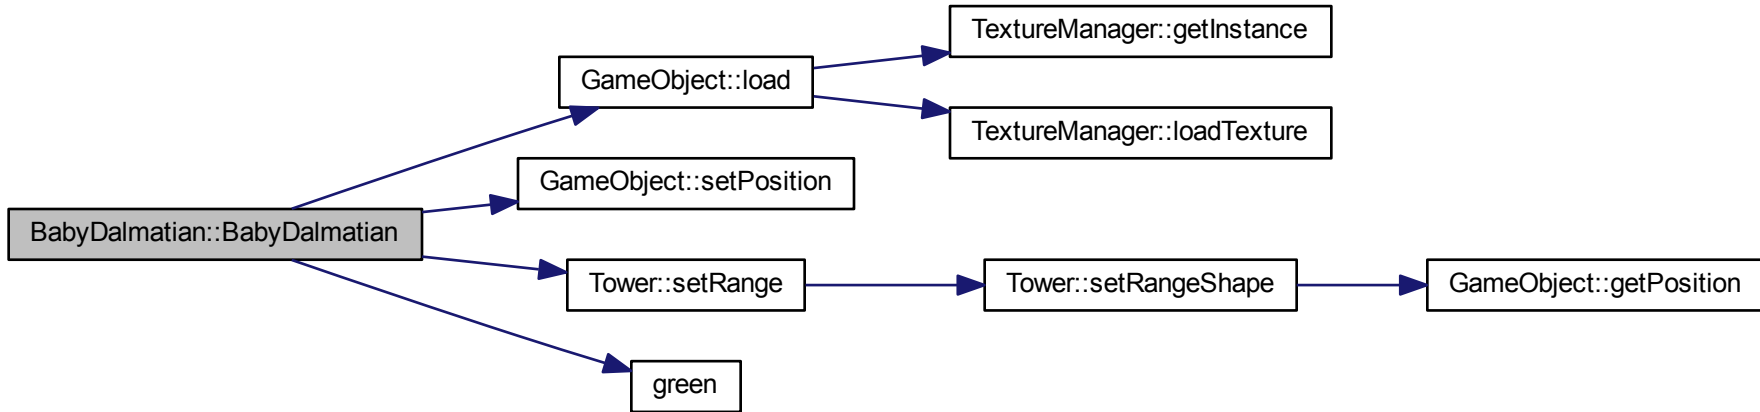 TextureManager::getInstance
GameObject::load
TextureManager::loadTexture
GameObject::setPosition
BabyDalmatian::BabyDalmatian
Tower::setRange
Tower::setRangeShape
GameObject::getPosition
green